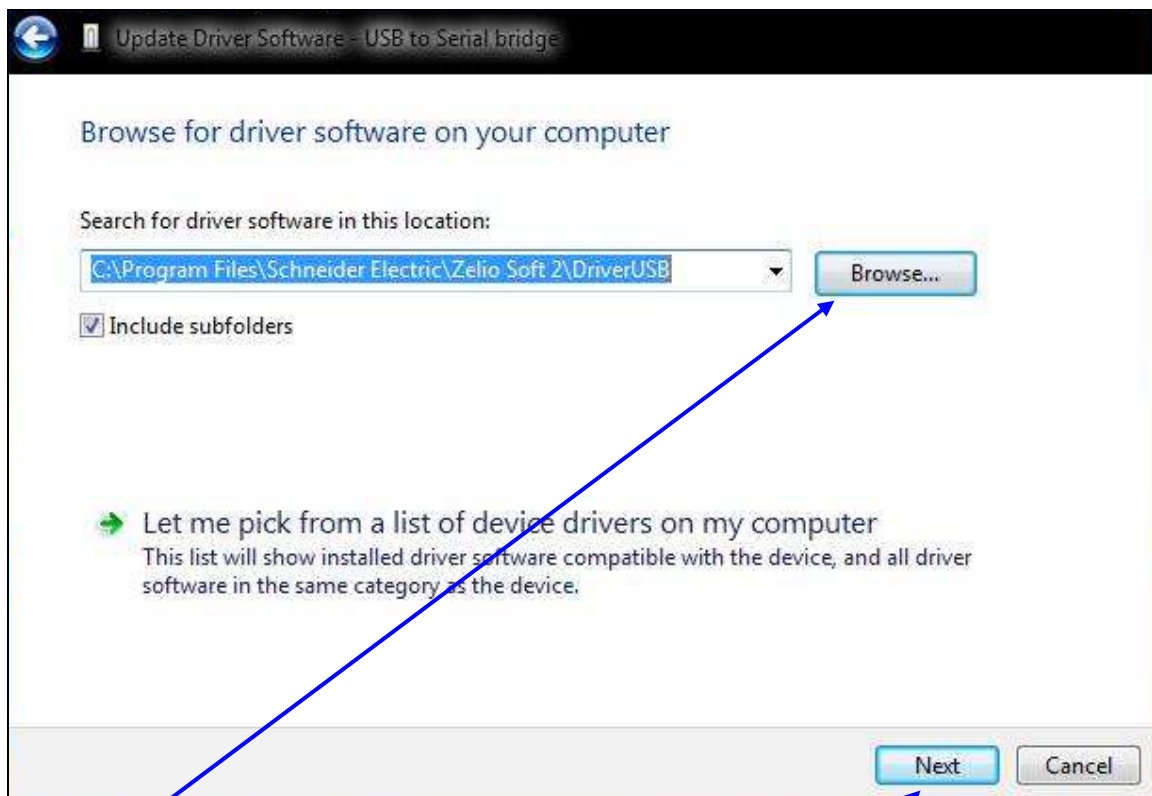 Update Driver Software - USB to Serial bridge
Browse for driver software on your computer
Search for driver software in this location:
C:\Program Files\Schneider Electric\Zelio Soft 2\DriverUSB
Browse...
Include subfolders
Let me pick from a list of device drivers on my computer
This list will show installed driver software compatible with the device, and all driver
software in the same category as the device.
Next
Cancel